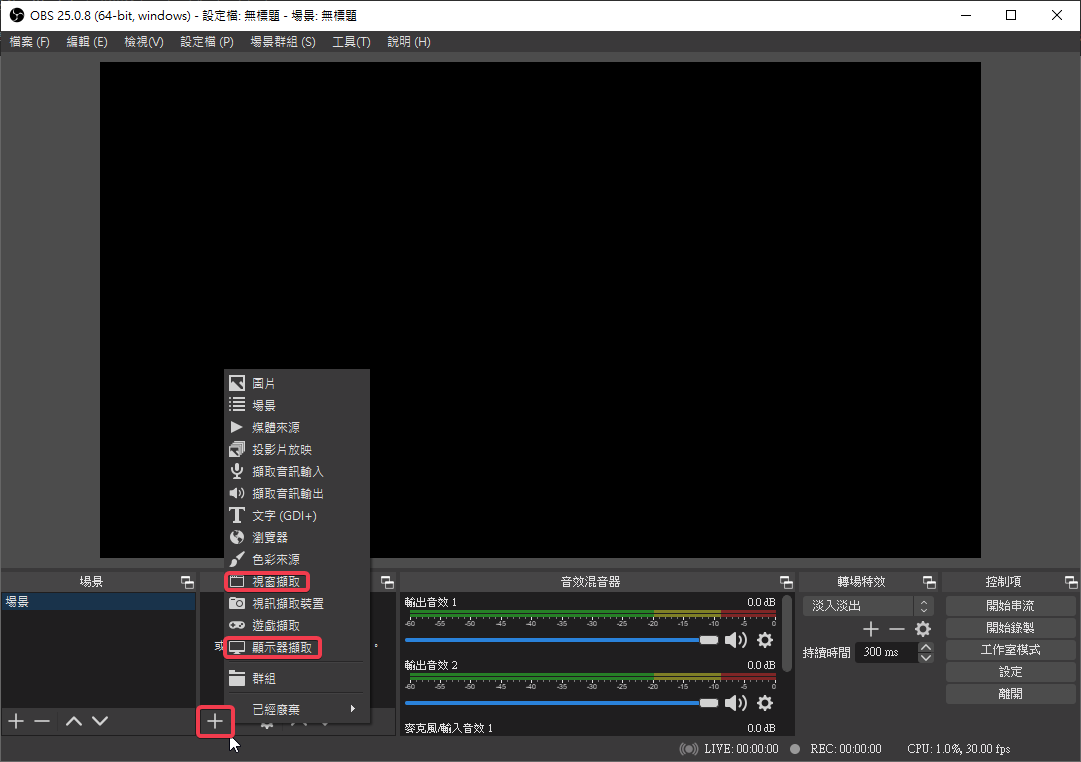 OBS 25.0.8 (64-bit, windows) - 設定檔: 無標題 - 場景: 無標題
檔案 (F) 編輯 (E) 檢視(V) 設定檔 (P) 場景群組 (S) 工具(T) 說明 (H)
圖片
場景
媒體來源
投影片放映
擷取音訊輸入
擷取音訊輸出
文字 (GDI+)
瀏覽器
色彩來源
視窗擷取
視訊擷取裝置
遊戲擷取
顯示器擷取
群組
已經廢棄
場景
場景
或
。
音效混音器
輸出音效 1 0.0 dB
-60 -55 -50 -45 -40 -35 -30 -25 -20 -15 -10 -5 0
輸出音效 2 0.0 dB
-60 -55 -50 -45 -40 -35 -30 -25 -20 -15 -10 -5 0
麥克風/輸入音效 1 0.0 dB
轉場特效
淡入淡出
持續時間 300 ms
控制項
開始串流
開始錄製
工作室模式
設定
離開
LIVE: 00:00:00 REC: 00:00:00 CPU: 1.0%, 30.00 fps